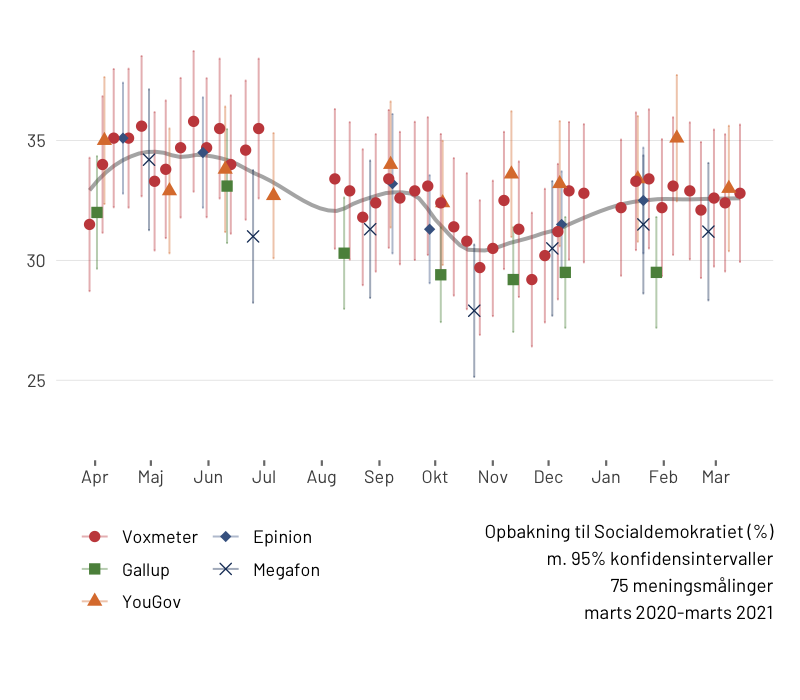 35
30
25
Apr Maj Jun Jul Aug Sep Okt Nov Dec Jan Feb Mar
Voxmeter Epinion
Gallup Megafon
YouGov
Opbakning til Socialdemokratiet (%)
m. 95% konfidensintervaller
75 meningsmålinger
marts 2020-marts 2021